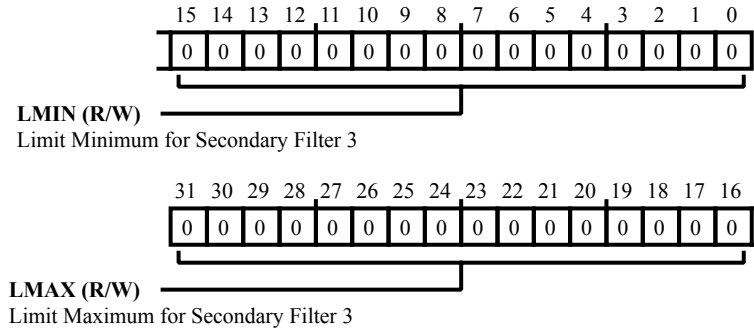 15 14 13 12 11 10 9 8 7 6 5 4 3 2 1 0
0 0 0 0 0 0 0 0 0 0 0 0 0 0 0 0
LMIN (R/W)
Limit Minimum for Secondary Filter 3
31 30 29 28 27 26 25 24 23 22 21 20 19 18 17 16
0 0 0 0 0 0 0 0 0 0 0 0 0 0 0 0
LMAX (R/W)
Limit Maximum for Secondary Filter 3